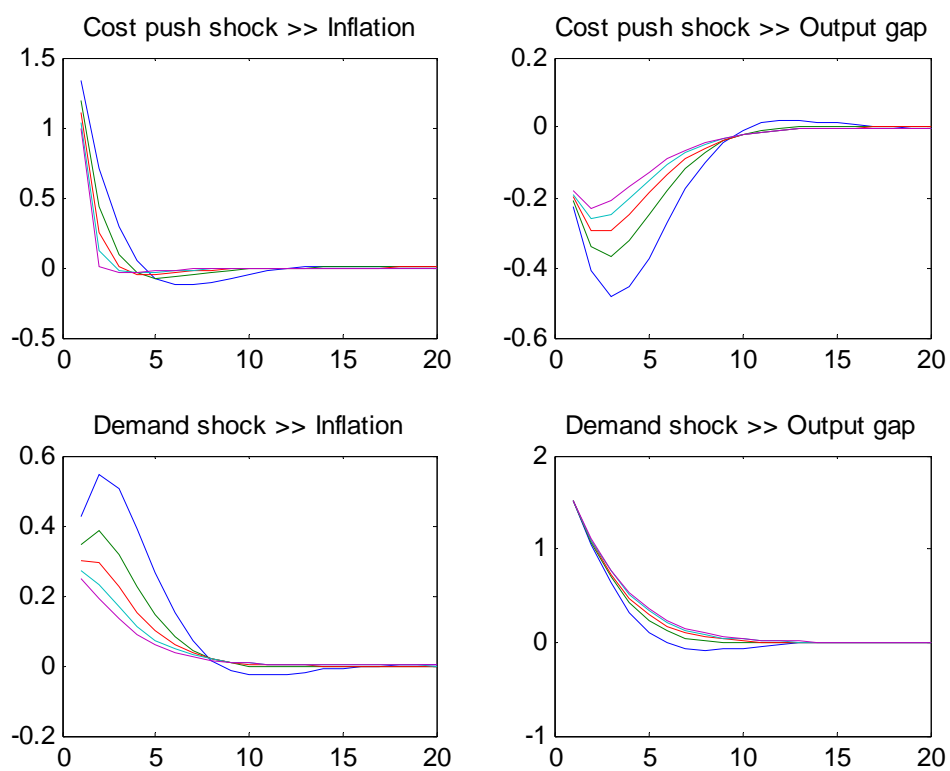 Cost push shock >> Inflation
Cost push shock >> Output gap
1.5
1
0.5
0
-0.5
0 5 10 15 20
0.2
0
-0.2
-0.4
-0.6
0 5 10 15 20
Demand shock >> Inflation
Demand shock >> Output gap
0.6
0.4
0.2
0
-0.2
0 5 10 15 20
2
1
0
-1
0 5 10 15 20